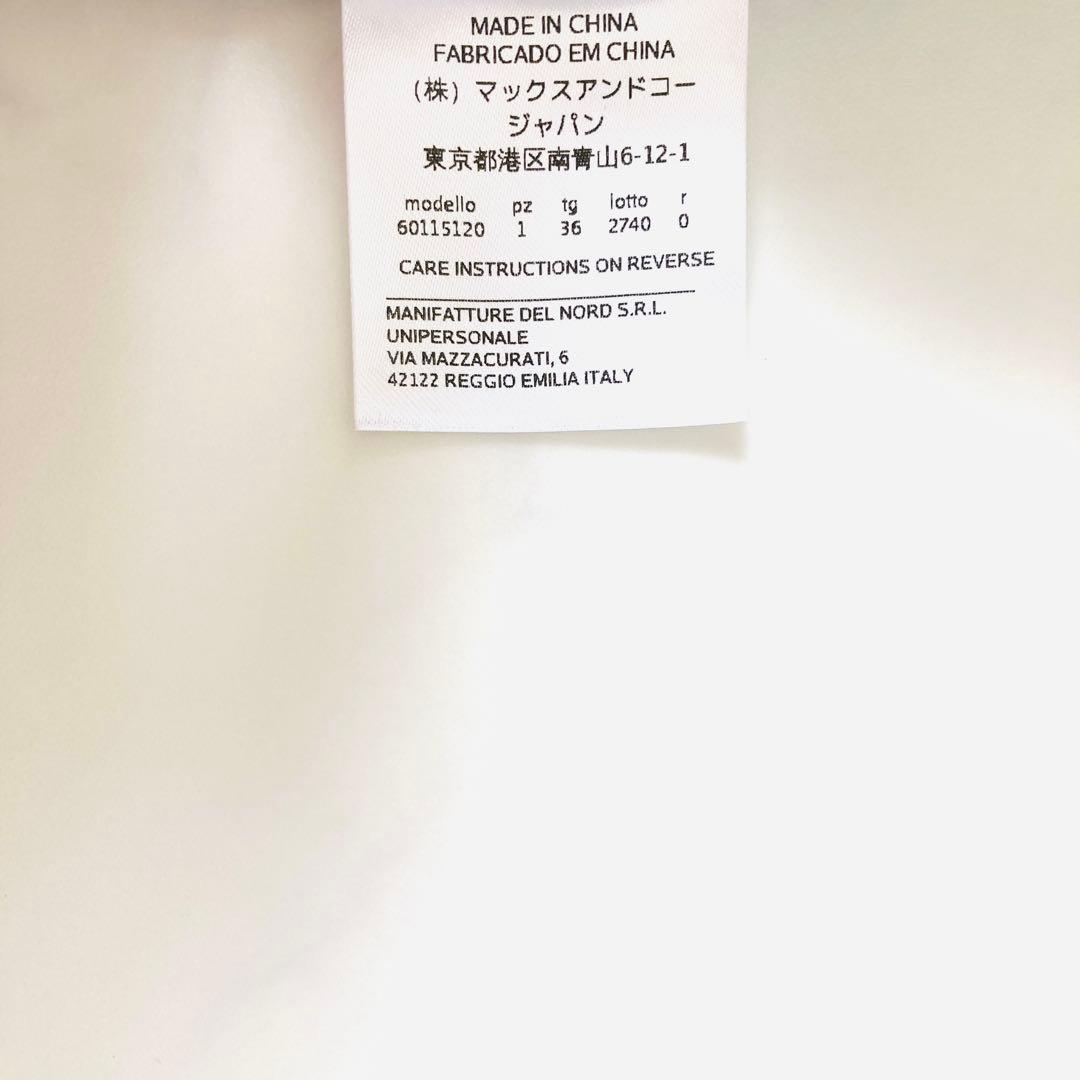 MADE IN CHINA
FABRICADO EM CHINA
(株) マックスアンドコー
ジャパン
東京都港区南青山6-12-1
modello pz tg lotto r
60115120 1 36 2740 0
CARE INSTRUCTIONS ON REVERSE
MANIFATTURE DEL NORD S.R.L.
UNIPERSONALE
VIA MAZZACURATI, 6
42122 REGGIO EMILIA ITALY